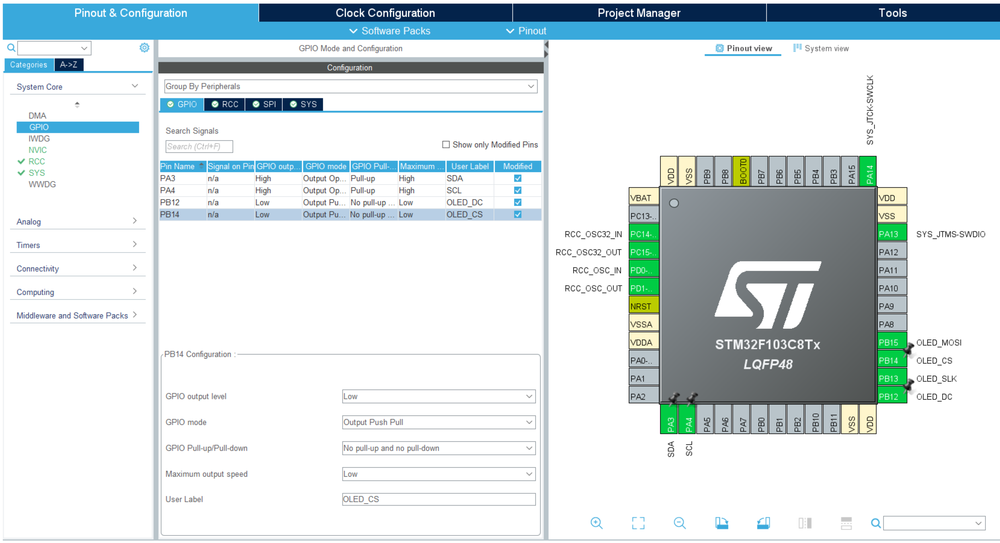 Pinout & Configuration
Clock Configuration
Project Manager
Tools
Software Packs
Pinout
GPIO Mode and Configuration
Pinout view
System view
Categories
A->Z
Configuration
System Core
Group By Peripherals
GPIO RCC SPI SYS
DMA
GPIO
IWDG
NVIC
RCC
SYS
WWDG
Analog
Timers
Connectivity
Computing
Middleware and Software Packs
Search Signals
Search (Ctrl+F)
Show only Modified Pins
Pin Name Signal on Pin GPIO outp... GPIO mode GPIO Pull-... Maximum ... User Label Modified
PA3 n/a High Output Op... Pull-up High SDA
PA4 n/a High Output Op... Pull-up High SCL
PB12 n/a Low Output Pu... No pull-up ... Low OLED_DC
PB14 n/a Low Output Pu... No pull-up ... Low OLED_CS
PB14 Configuration :
GPIO output level Low
GPIO mode Output Push Pull
GPIO Pull-up/Pull-down No pull-up and no pull-down
Maximum output speed Low
User Label OLED_CS
SYS_JTCK-SWCLK
VDD VSS PB9 PB8 BOOT0 PB7 PB6 PB5 PB4 PB3 PA15 PA14
VBAT
PC13-..
RCC_OSC32_IN PC14-..
RCC_OSC32_OUT PC15-..
RCC_OSC_IN PD0-..
RCC_OSC_OUT PD1-..
NRST
VSSA
VDDA
PA0-..
PA1
PA2
STM32F103C8Tx
LQFP48
VDD
VSS
PA13 SYS_JTMS-SWDIO
PA12
PA11
PA10
PA9
PA8
PB15 OLED_MOSI
PB14 OLED_CS
PB13 OLED_SLK
PB12 OLED_DC
PA3 PA4 PA5 PA6 PA7 PB0 PB1 PB2 PB10 PB11 VSS VDD
SDA SCL